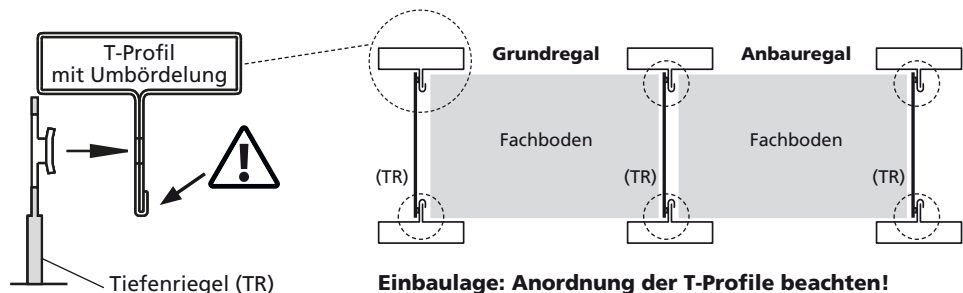 T-Profil
mit Umbördelung
Tiefenriegel (TR)
Grundregal
Anbauregal
Fachboden
Fachboden
(TR)
(TR)
(TR)
Einbaulage: Anordnung der T-Profile beachten!